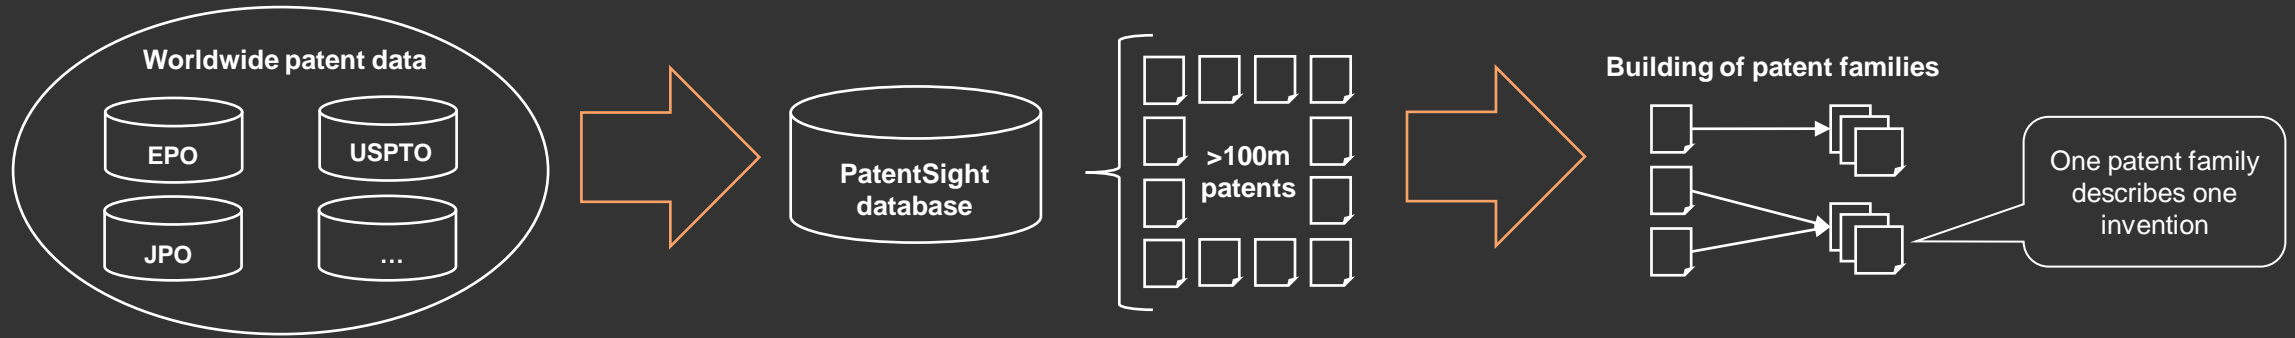 Worldwide patent data
EPO
USPTO
JPO
...
PatentSight
database
>100m
patents
Building of patent families
One patent family
describes one
invention